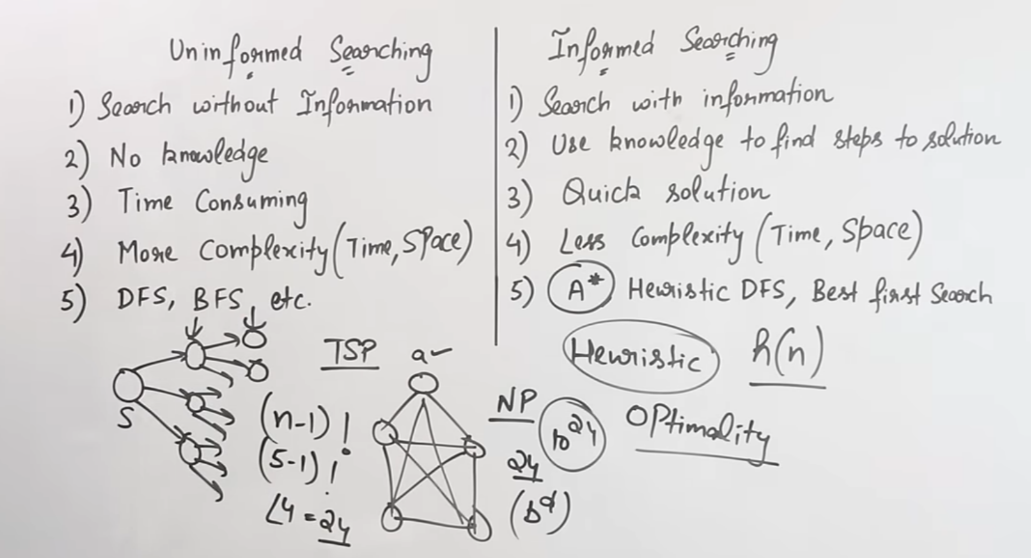 Uninformed Searching
1) Search without Information
2) No knowledge
3) Time Consuming
4) More Complexity (Time, Space)
5) DFS, BFS, etc.
Informed Searching
1) Search with information
2) Use knowledge to find steps to solution
3) Quick solution
4) Less Complexity (Time, Space)
5) A* Heuristic DFS, Best first Search
Heuristic h(n)
Optimality
S
TSP
a
(n-1)!
(5-1)!
∠4 = 24
NP
10²⁴
24
(bᵈ)